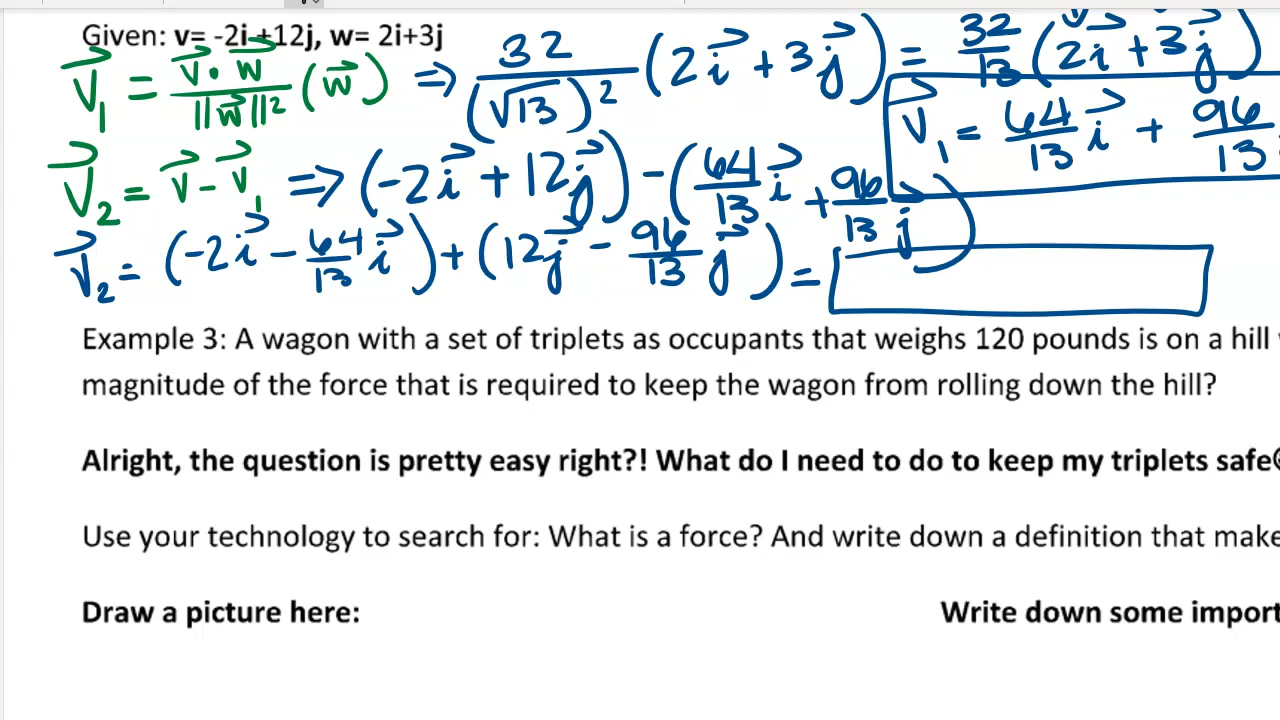 Given: v= -2i+12j, w= 2i+3j
v⃗₁ = (v⃗ · w⃗)/||w⃗||² (w⃗) ⇒ 32/(√13)² (2i⃗ + 3j⃗) = 32/13 (2i⃗ + 3j⃗)
v⃗₁ = 64/13 i⃗ + 96/13
v⃗₂ = v⃗ - v⃗₁ ⇒ (-2i⃗ + 12j⃗) - (64/13 i⃗ + 96/13 j⃗)
v⃗₂ = (-2i⃗ - 64/13 i⃗) + (12j⃗ - 96/13 j⃗) =
Example 3: A wagon with a set of triplets as occupants that weighs 120 pounds is on a hill
magnitude of the force that is required to keep the wagon from rolling down the hill?
Alright, the question is pretty easy right?! What do I need to do to keep my triplets safe
Use your technology to search for: What is a force? And write down a definition that make
Draw a picture here: Write down some import